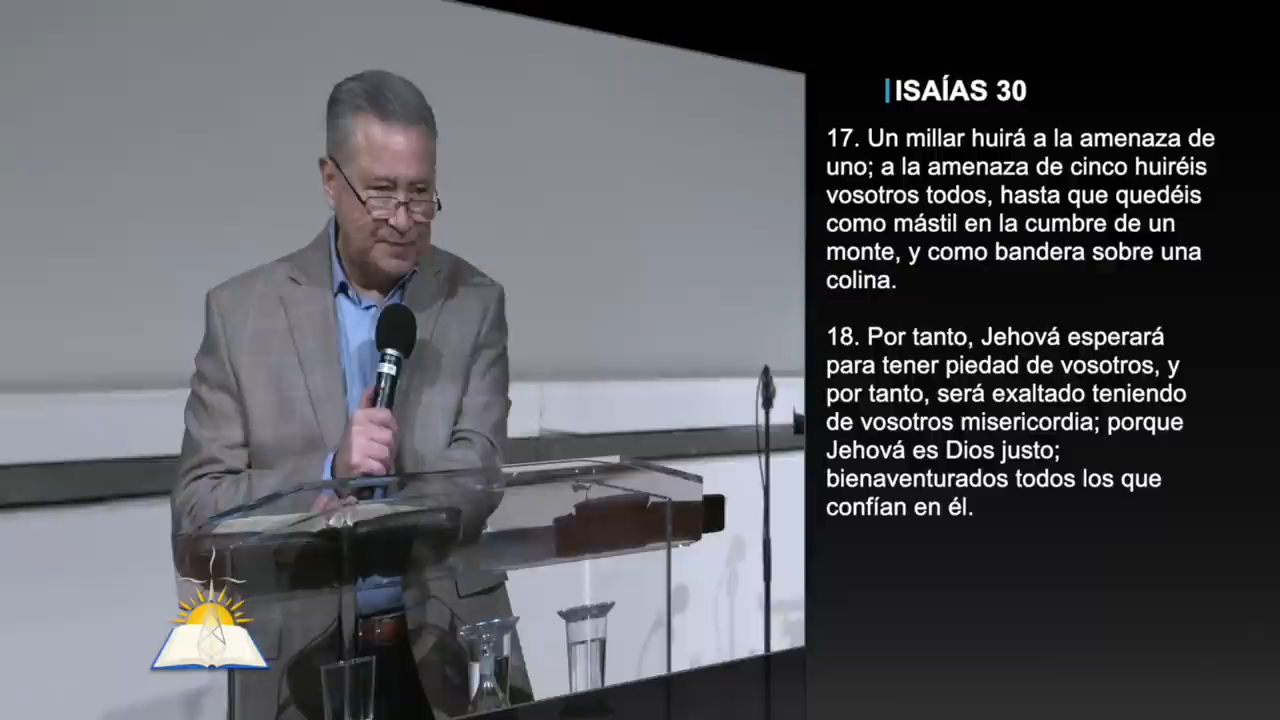 ISAÍAS 30
17. Un millar huirá a la amenaza de
uno; a la amenaza de cinco huiréis
vosotros todos, hasta que quedéis
como mástil en la cumbre de un
monte, y como bandera sobre una
colina.
18. Por tanto, Jehová esperará
para tener piedad de vosotros, y
por tanto, será exaltado teniendo
de vosotros misericordia; porque
Jehová es Dios justo;
bienaventurados todos los que
confían en él.